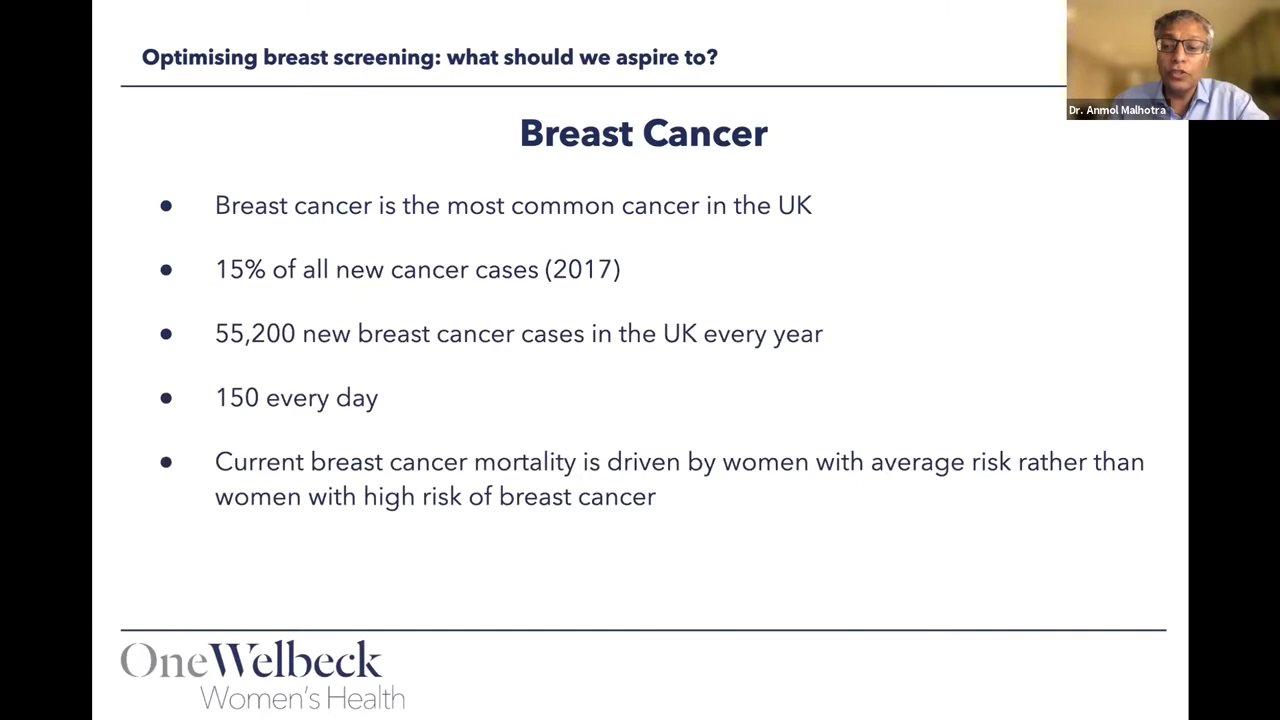 Optimising breast screening: what should we aspire to?
Dr. Anmol Malhotra
Breast Cancer
● Breast cancer is the most common cancer in the UK
● 15% of all new cancer cases (2017)
● 55,200 new breast cancer cases in the UK every year
● 150 every day
● Current breast cancer mortality is driven by women with average risk rather than
women with high risk of breast cancer
OneWelbeck
Women's Health